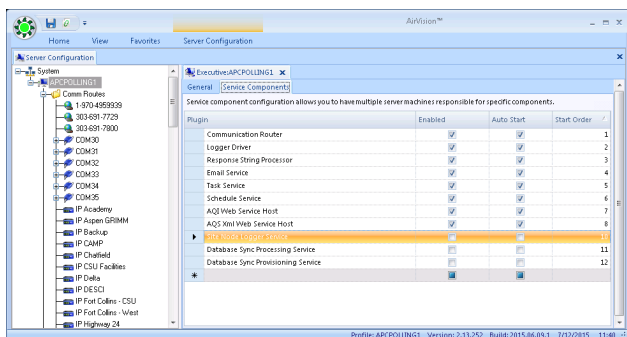 AirVision™
Home View Favorites Server Configuration
Server Configuration
System
APCPOLLING1
Comm Routes
1-970-4959939
303-691-7729
303-691-7800
COM30
COM31
COM32
COM33
COM34
COM35
IP Academy
IP Aspen GRIMM
IP Backup
IP CAMP
IP Chatfield
IP CSU Facilities
IP Delta
IP DESCI
IP Fort Collins - CSU
IP Fort Collins - West
IP Highway 24
Executive:APCPOLLING1
General Service Components
Service component configuration allows you to have multiple server machines responsible for specific components.
Plugin Enabled Auto Start Start Order
Communication Router 1
Logger Driver 2
Response String Processor 3
Email Service 4
Task Service 5
Schedule Service 6
AQI Web Service Host 7
AQS Xml Web Service Host 8
Site Node Logger Service 10
Database Sync Processing Service 11
Database Sync Provisioning Service 12
Profile: APCPOLLING1 Version: 2.13.252 Build: 2015.06.09.1 7/12/2015 11:40